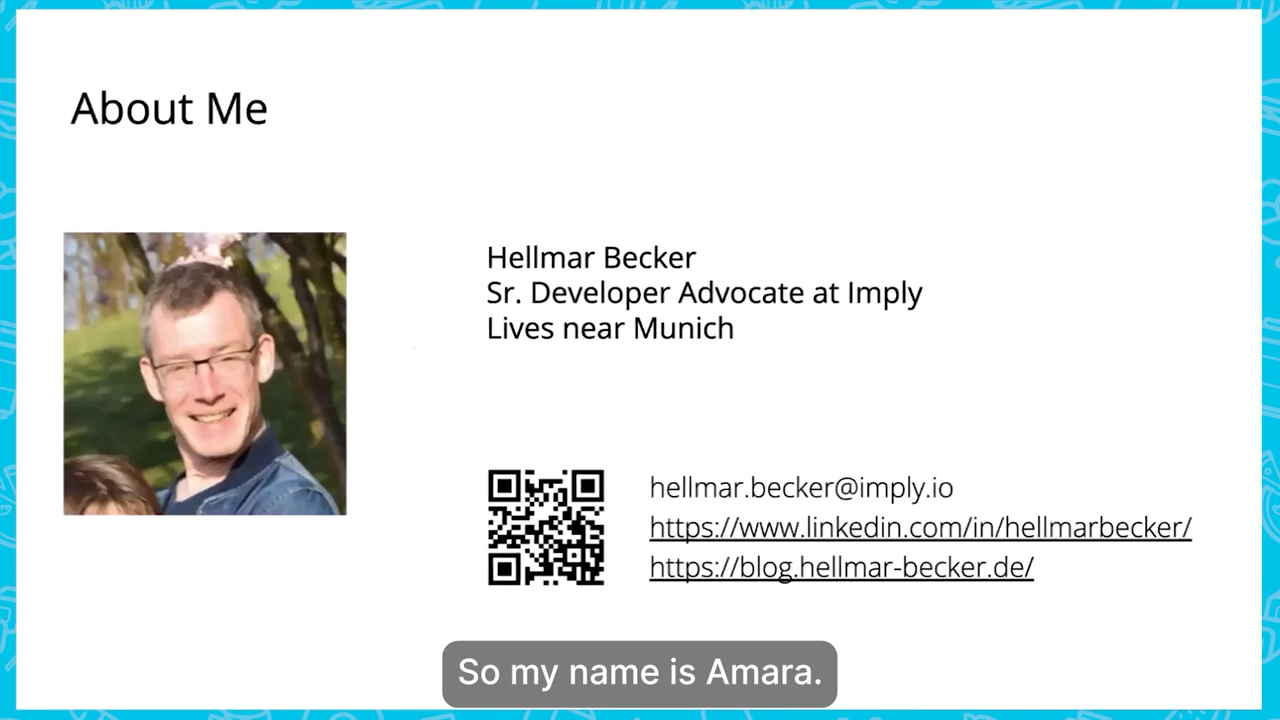 About Me
Hellmar Becker
Sr. Developer Advocate at Imply
Lives near Munich
hellmar.becker@imply.io
https://www.linkedin.com/in/hellmarbecker/
https://blog.hellmar-becker.de/
So my name is Amara.